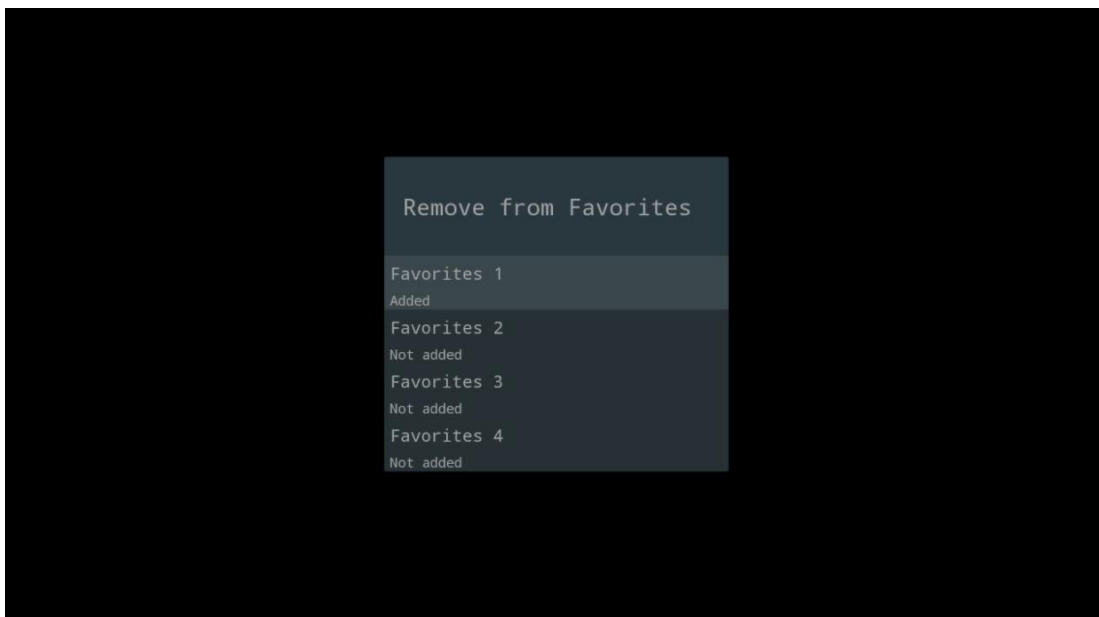 Remove from Favorites
Favorites 1
Added
Favorites 2
Not added
Favorites 3
Not added
Favorites 4
Not added